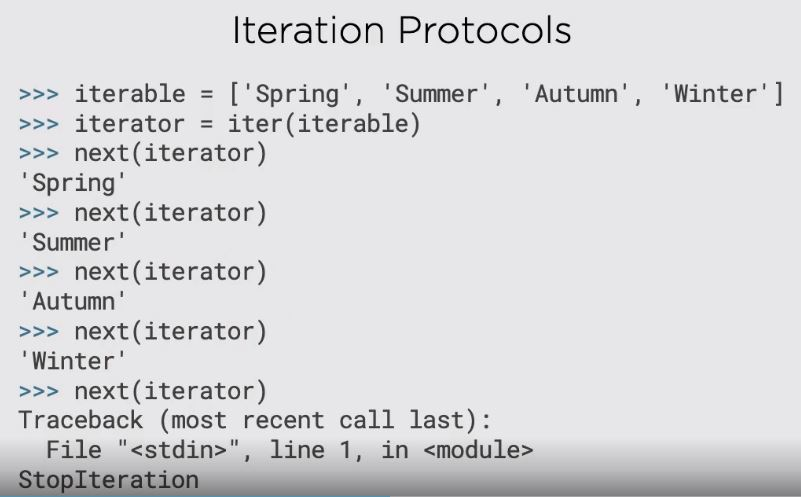 Iteration Protocols
>>> iterable = ['Spring', 'Summer', 'Autumn', 'Winter']
>>> iterator = iter(iterable)
>>> next(iterator)
'Spring'
>>> next(iterator)
'Summer'
>>> next(iterator)
'Autumn'
>>> next(iterator)
'Winter'
>>> next(iterator)
Traceback (most recent call last):
  File "<stdin>", line 1, in <module>
StopIteration